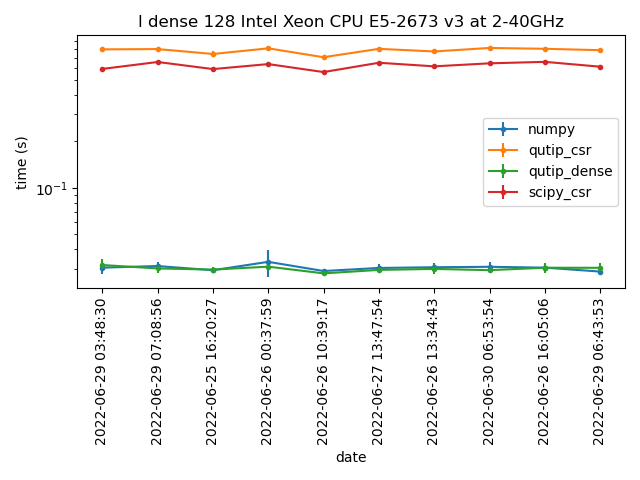 l dense 128 Intel Xeon CPU E5-2673 v3 at 2-40GHz
time (s)
10⁻¹
numpy
qutip_csr
qutip_dense
scipy_csr
2022-06-29 03:48:30
2022-06-29 07:08:56
2022-06-25 16:20:27
2022-06-26 00:37:59
2022-06-26 10:39:17
2022-06-27 13:47:54
2022-06-26 13:34:43
2022-06-30 06:53:54
2022-06-26 16:05:06
2022-06-29 06:43:53
date